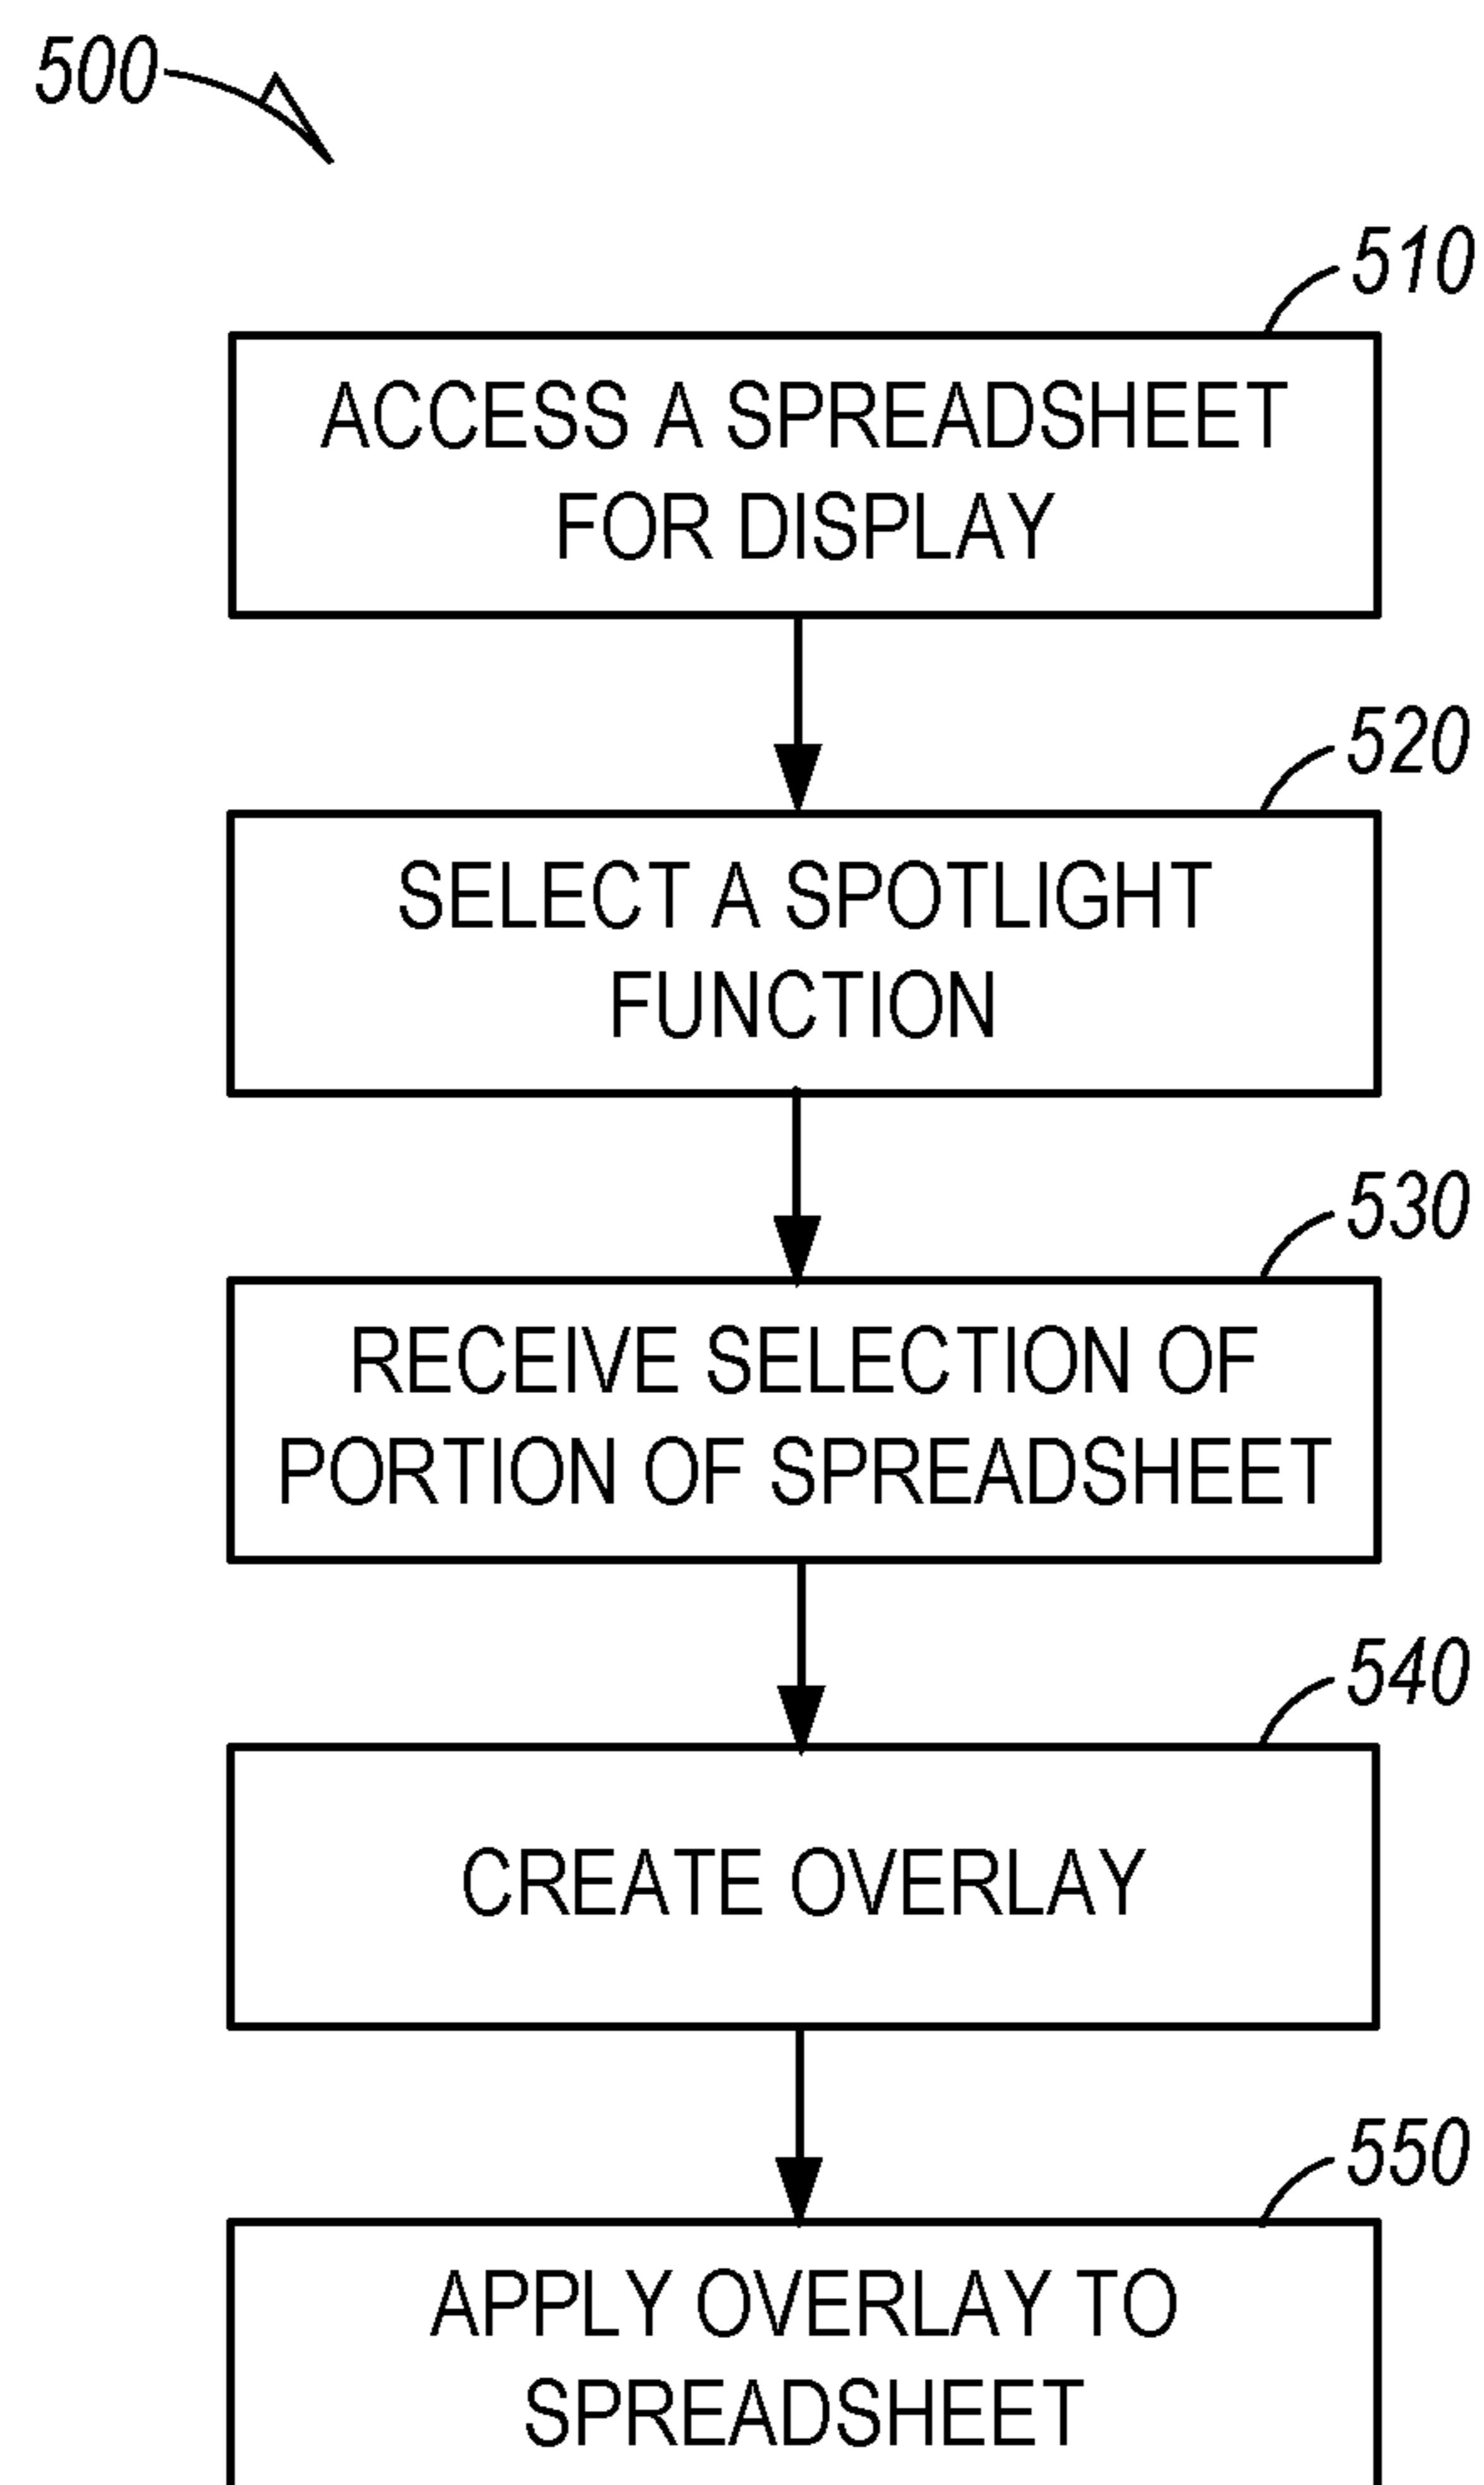 500
510
ACCESS A SPREADSHEET
FOR DISPLAY
520
SELECT A SPOTLIGHT
FUNCTION
530
RECEIVE SELECTION OF
PORTION OF SPREADSHEET
540
CREATE OVERLAY
550
APPLY OVERLAY TO
SPREADSHEET